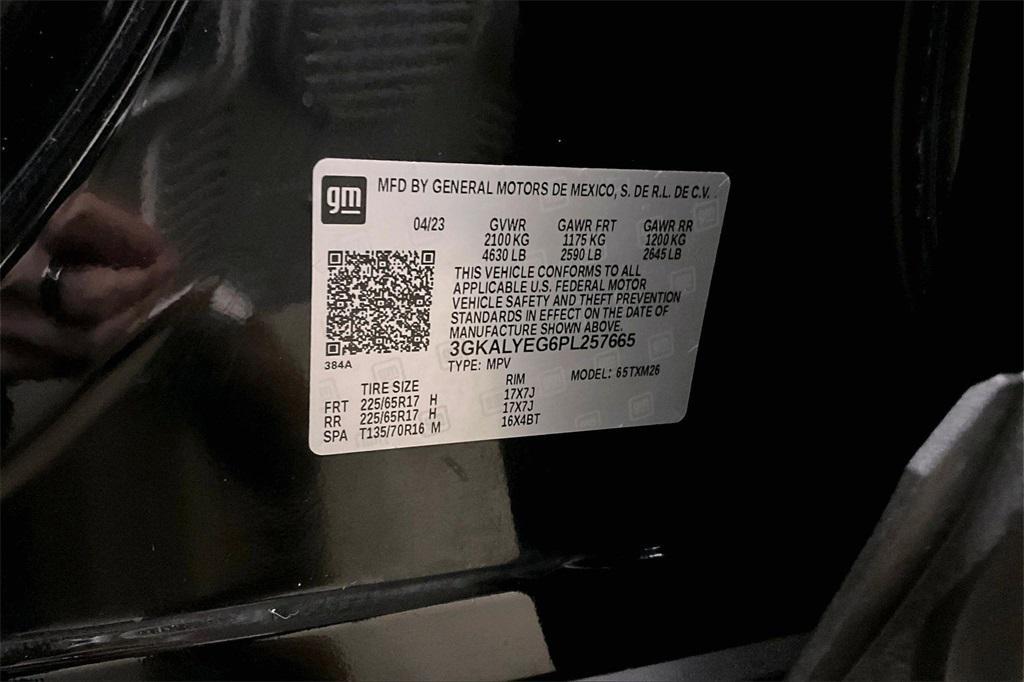 gm
MFD BY GENERAL MOTORS DE MEXICO, S. DE R.L. DE C.V.
04/23 GVWR GAWR FRT GAWR RR
2100 KG 1175 KG 1200 KG
4630 LB 2590 LB 2645 LB
THIS VEHICLE CONFORMS TO ALL
APPLICABLE U.S. FEDERAL MOTOR
VEHICLE SAFETY AND THEFT PREVENTION
STANDARDS IN EFFECT ON THE DATE OF
MANUFACTURE SHOWN ABOVE.
3GKALYEG6PL257665
384A
TYPE: MPV MODEL: 65TXM26
TIRE SIZE RIM
FRT 225/65R17 H 17X7J
RR 225/65R17 H 17X7J
SPA T135/70R16 M 16X4BT